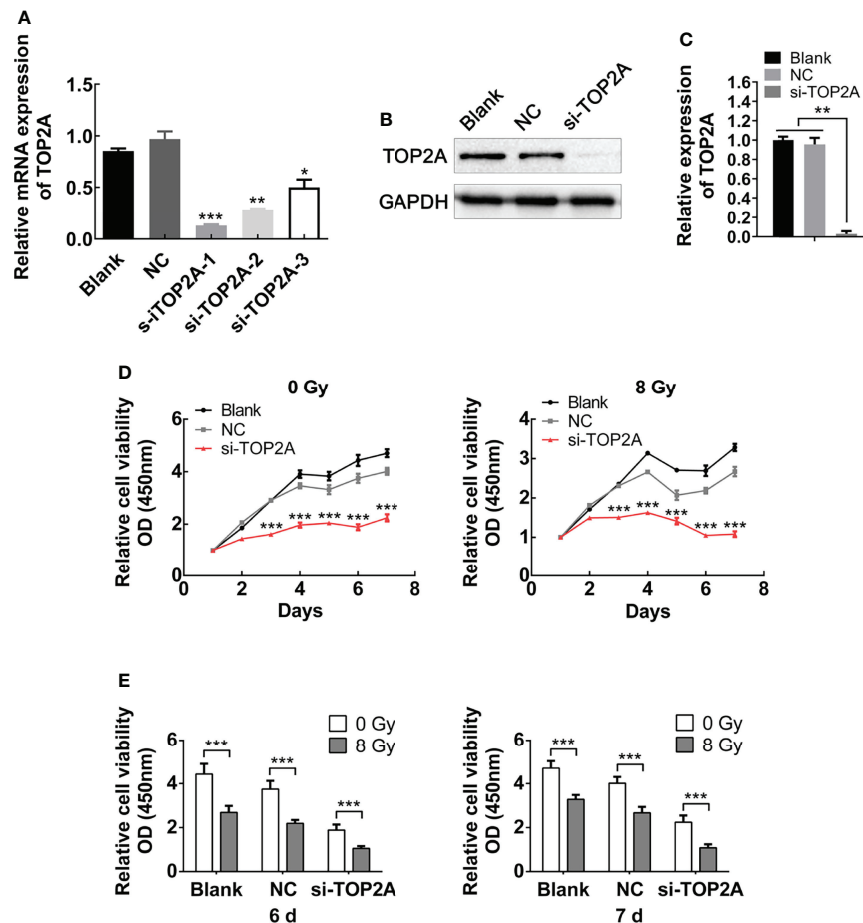 A
Relative mRNA expression
of TOP2A
1.5
1.0
0.5
0.0
***
**
*
Blank
NC
s-iTOP2A-1
si-TOP2A-2
si-TOP2A-3
B
Blank
NC
si-TOP2A
TOP2A
GAPDH
C
Blank
NC
si-TOP2A
Relative expression
of TOP2A
1.6
1.4
1.2
1.0
0.8
0.6
0.4
0.2
0.0
**
D
0 Gy
Relative cell viability
OD (450nm)
6
4
2
0
Blank
NC
si-TOP2A
*** *** *** *** ***
0 2 4 6 8
Days
8 Gy
Relative cell viability
OD (450nm)
4
3
2
1
0
Blank
NC
si-TOP2A
*** *** *** *** ***
0 2 4 6 8
Days
E
Relative cell viability
OD (450nm)
6
4
2
0
0 Gy
8 Gy
***
***
***
Blank NC si-TOP2A
6 d
Relative cell viability
OD (450nm)
6
4
2
0
0 Gy
8 Gy
***
***
***
Blank NC si-TOP2A
7 d